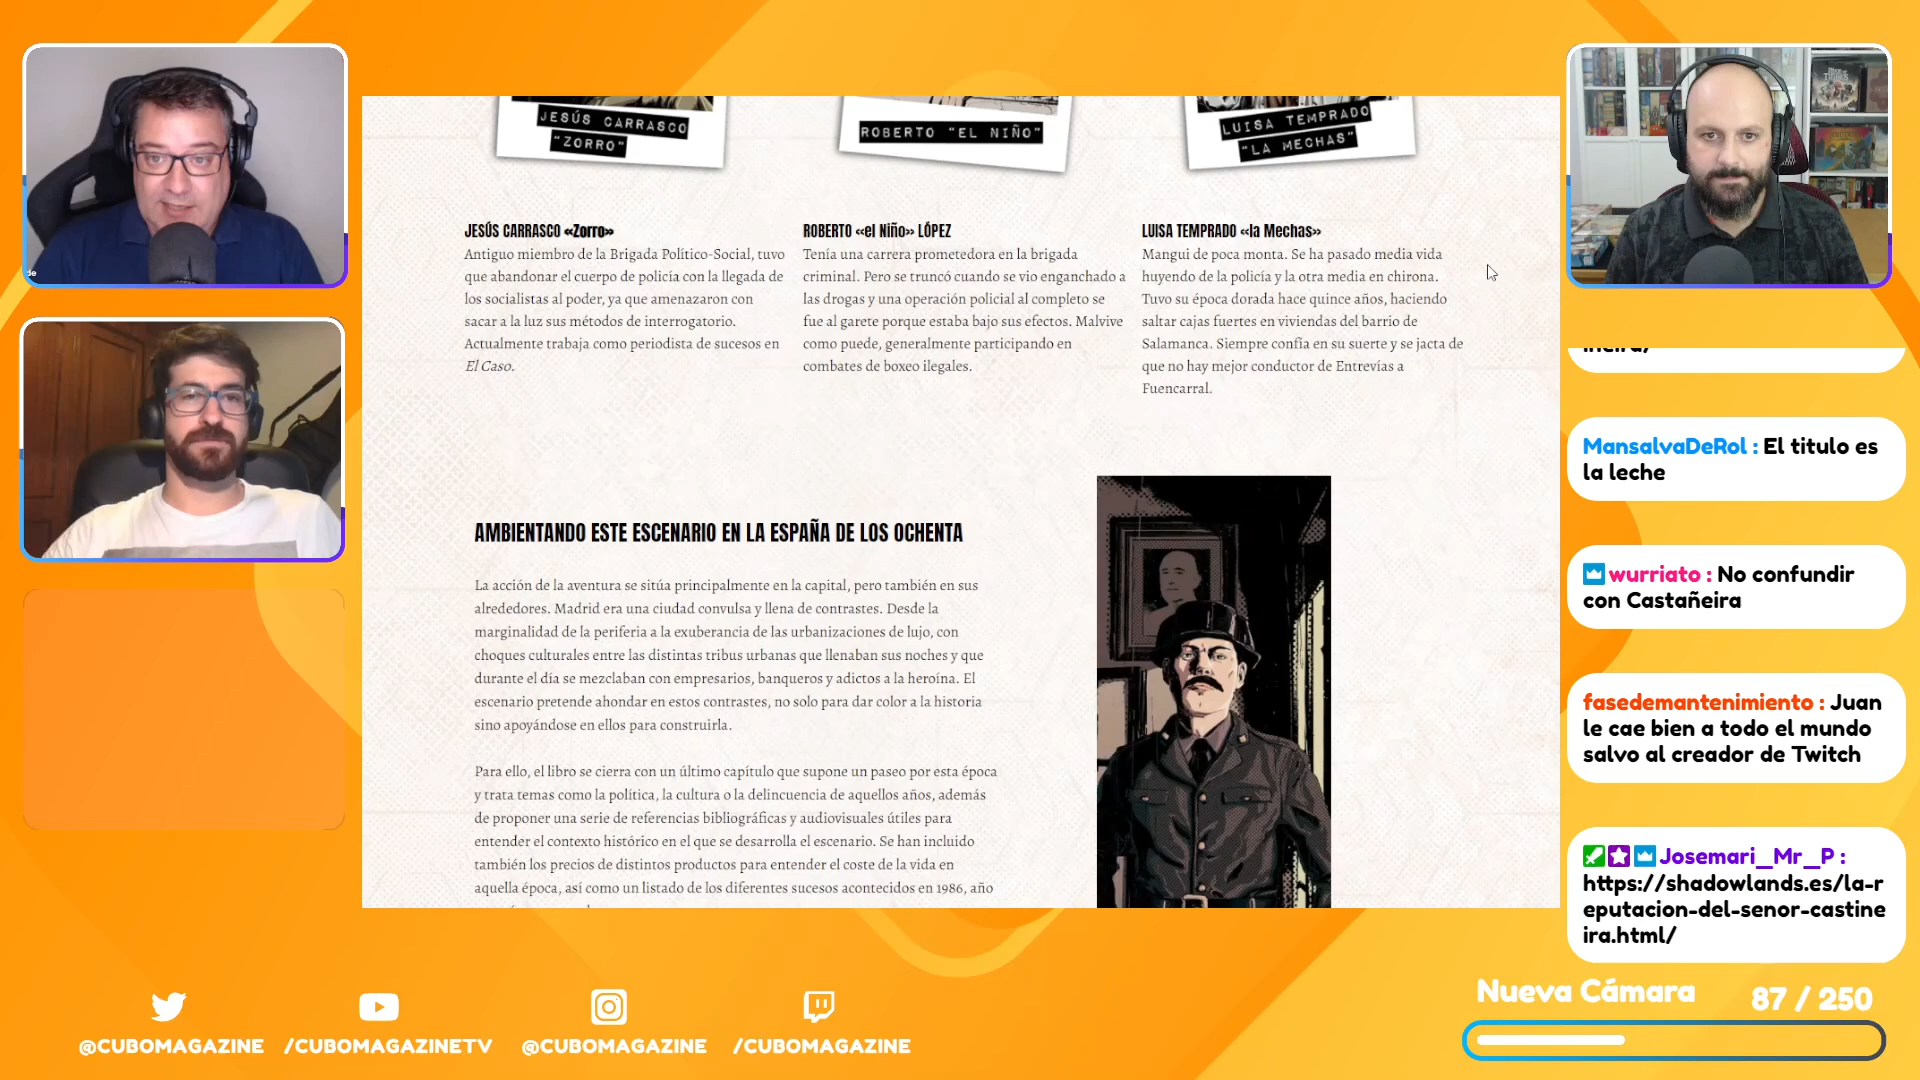 JESÚS CARRASCO
"ZORRO"
ROBERTO "EL NIÑO"
LUISA TEMPRADO
"LA MECHAS"
JESÚS CARRASCO «Zorro»
Antiguo miembro de la Brigada Político-Social, tuvo
que abandonar el cuerpo de policía con la llegada de
los socialistas al poder, ya que amenazaron con
sacar a la luz sus métodos de interrogatorio.
Actualmente trabaja como periodista de sucesos en
El Caso.
ROBERTO «el Niño» LÓPEZ
Tenía una carrera prometedora en la brigada
criminal. Pero se truncó cuando se vio enganchado a
las drogas y una operación policial al completo se
fue al garete porque estaba bajo sus efectos. Malvive
como puede, generalmente participando en
combates de boxeo ilegales.
LUISA TEMPRADO «la Mechas»
Mangui de poca monta. Se ha pasado media vida
huyendo de la policía y la otra media en chirona.
Tuvo su época dorada hace quince años, haciendo
saltar cajas fuertes en viviendas del barrio de
Salamanca. Siempre confía en su suerte y se jacta de
que no hay mejor conductor de Entrevías a
Fuencarral.
AMBIENTANDO ESTE ESCENARIO EN LA ESPAÑA DE LOS OCHENTA
La acción de la aventura se sitúa principalmente en la capital, pero también en sus
alrededores. Madrid era una ciudad convulsa y llena de contrastes. Desde la
marginalidad de la periferia a la exuberancia de las urbanizaciones de lujo, con
choques culturales entre las distintas tribus urbanas que llenaban sus noches y que
durante el día se mezclaban con empresarios, banqueros y adictos a la heroína. El
escenario pretende ahondar en estos contrastes, no solo para dar color a la historia
sino apoyándose en ellos para construirla.
Para ello, el libro se cierra con un último capítulo que supone un paseo por esta época
y trata temas como la política, la cultura o la delincuencia de aquellos años, además
de proponer una serie de referencias bibliográficas y audiovisuales útiles para
entender el contexto histórico en el que se desarrolla el escenario. Se han incluido
también los precios de distintos productos para entender el coste de la vida en
aquella época, así como un listado de los diferentes sucesos acontecidos en 1986, año
de
ineira/
MansalvaDeRol : El titulo es
la leche
wurriato : No confundir
con Castañeira
fasedemantenimiento : Juan
le cae bien a todo el mundo
salvo al creador de Twitch
Josemari_Mr_P :
https://shadowlands.es/la-r
eputacion-del-senor-castine
ira.html/
Nueva Cámara
87 / 250
@CUBOMAGAZINE
/CUBOMAGAZINETV
@CUBOMAGAZINE
/CUBOMAGAZINE